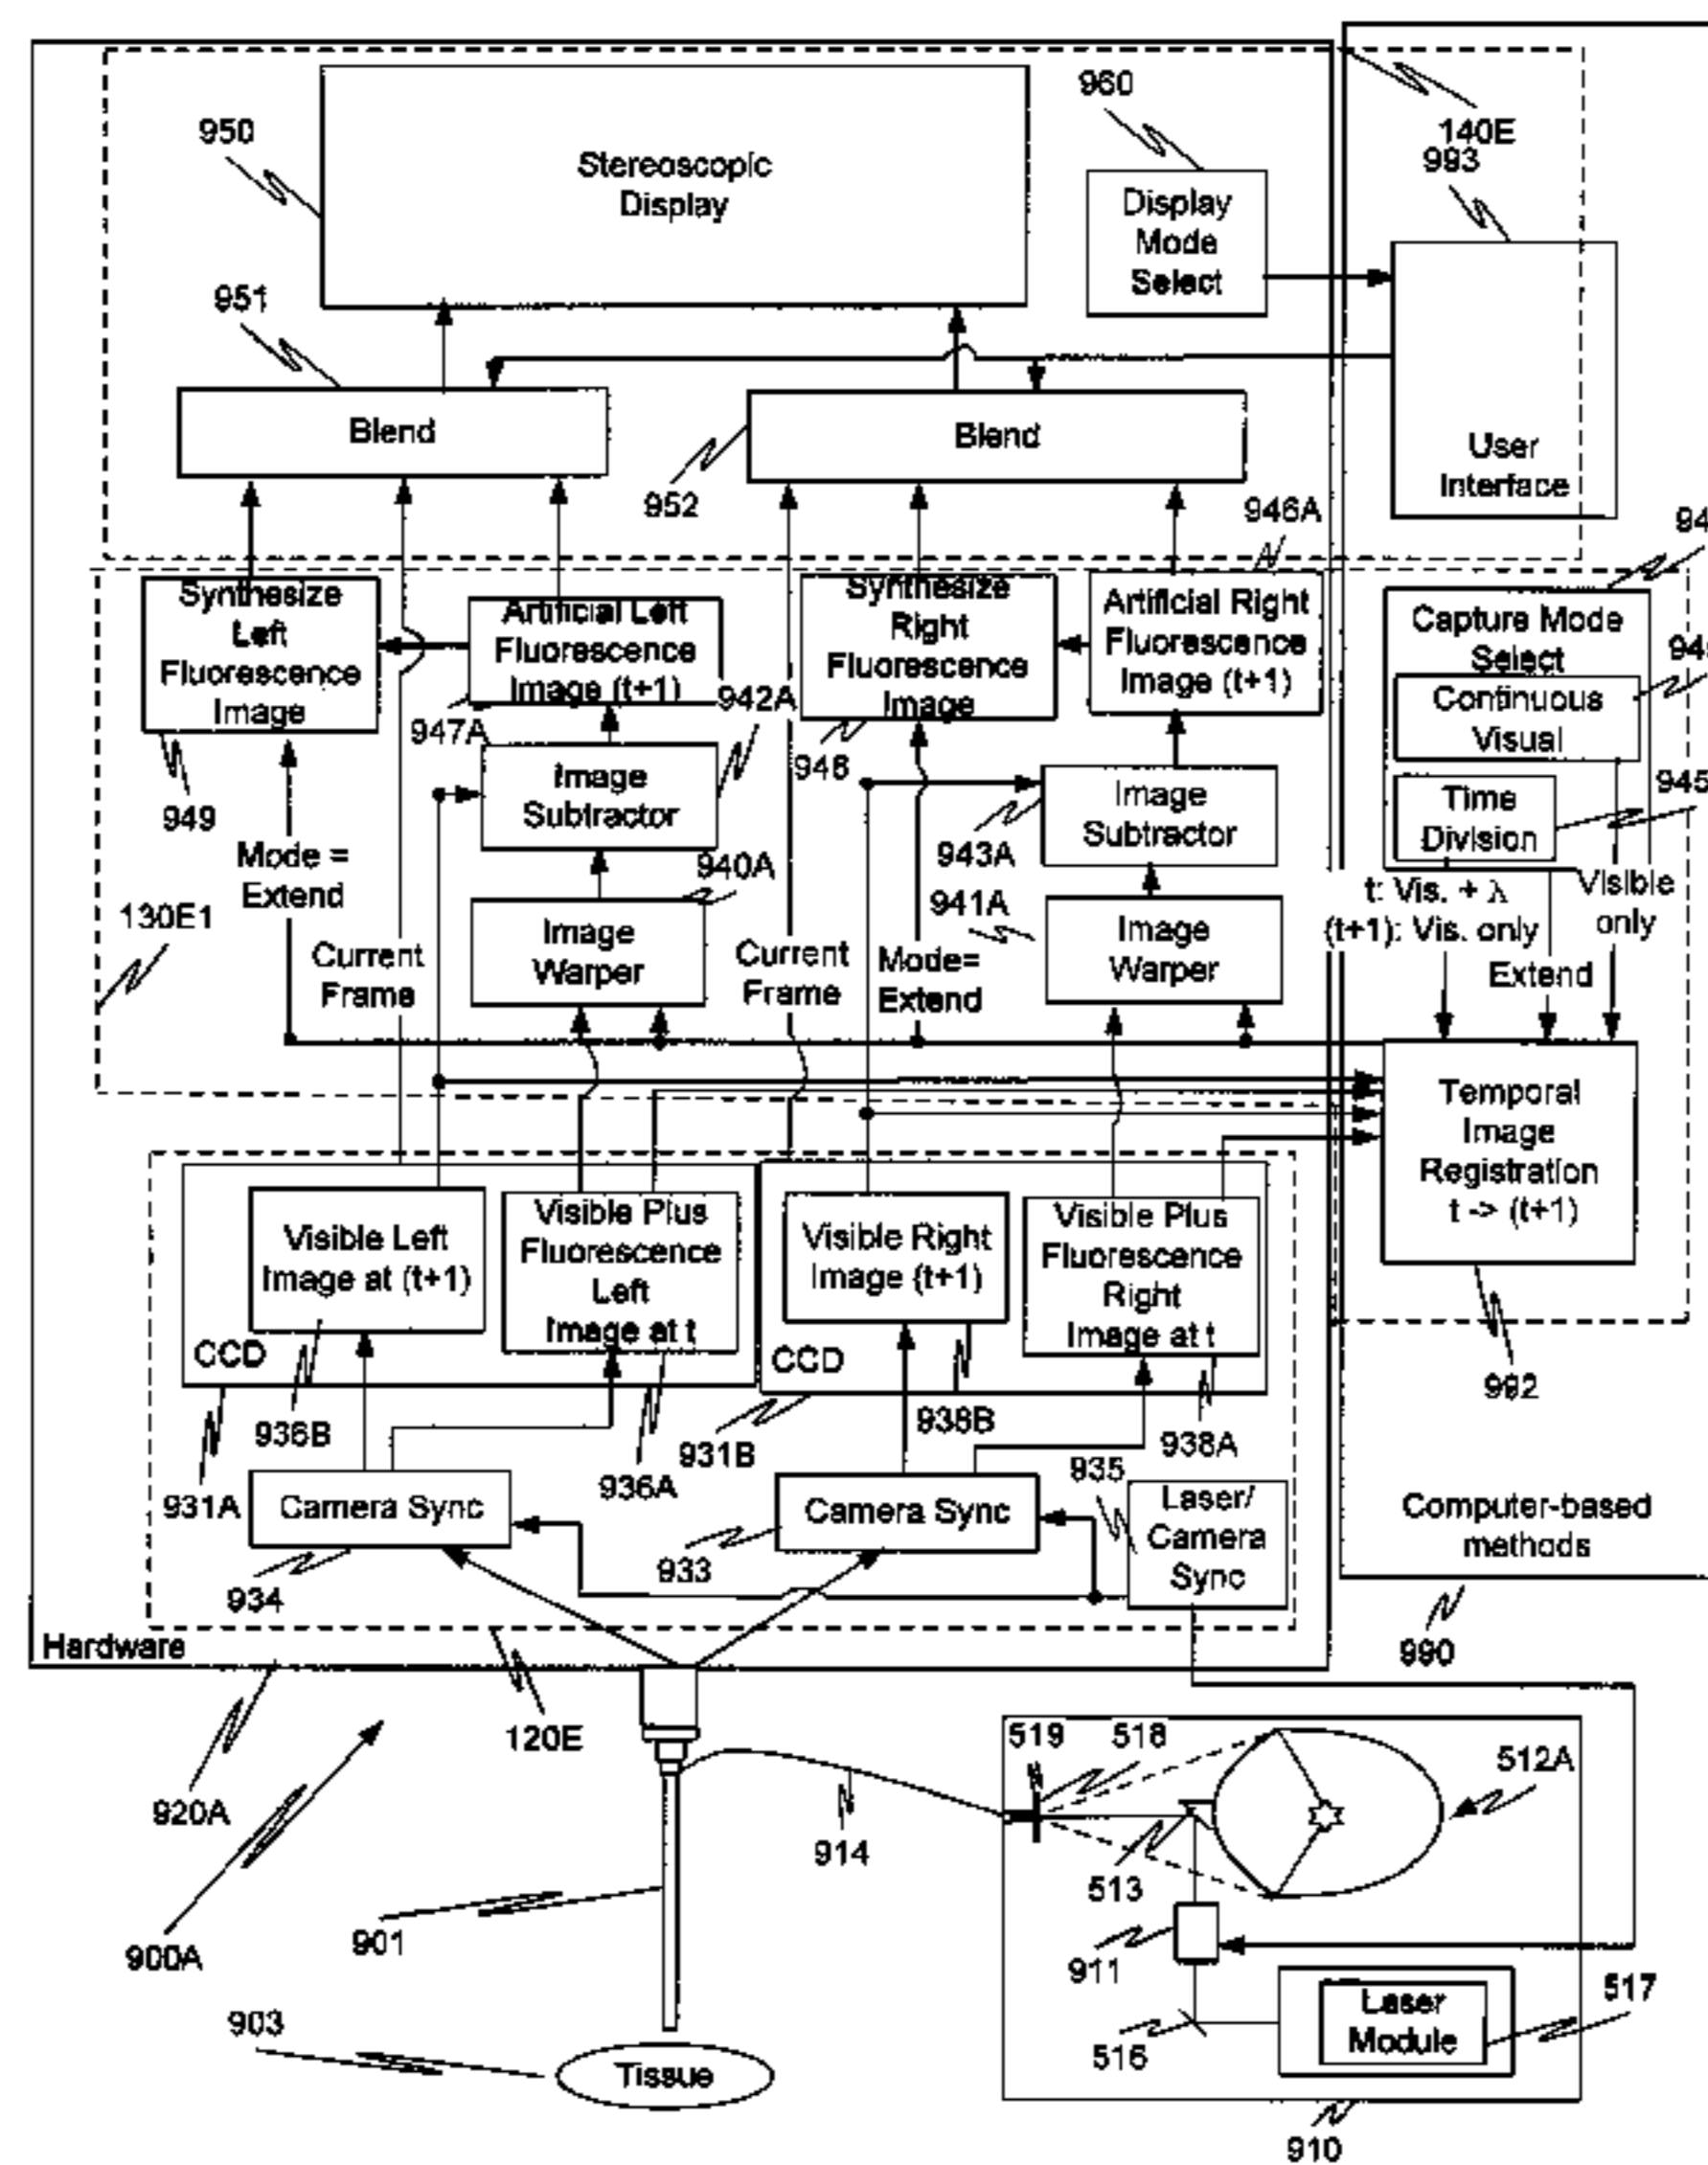 960
950
140E
993
Stereoscopic
Display
Display
Mode
Select
951
Blend
Blend
952
User
Interface
946A
Synthesize
Left
Fluorescence
Image
Artificial Left
Fluorescence
Image (t+1)
Synthesize
Right
Fluorescence
Image
Artificial Right
Fluorescence
Image (t+1)
Capture Mode
Select
Continuous
Visual
Time
Division
945
947A
942A
949
Image
Subtractor
Image
Subtractor
943A
Mode =
Extend
940A
941A
t: Vis. + λ
(t+1): Vis. only
Visible
only
Extend
130E1
Current
Frame
Image
Warper
Current
Frame
Mode=
Extend
Image
Warper
Temporal
Image
Registration
t -> (t+1)
Visible Left
Image at (t+1)
Visible Plus
Fluorescence
Left
Image at t
Visible Right
Image (t+1)
Visible Plus
Fluorescence
Right
Image at t
CCD
CCD
992
936B
938B
931A
936A
931B
938A
935
Camera Sync
Camera Sync
Laser/
Camera
Sync
Computer-based
methods
934
933
Hardware
990
920A
120E
519
518
512A
914
513
900A
901
911
517
Laser
Module
516
903
Tissue
910